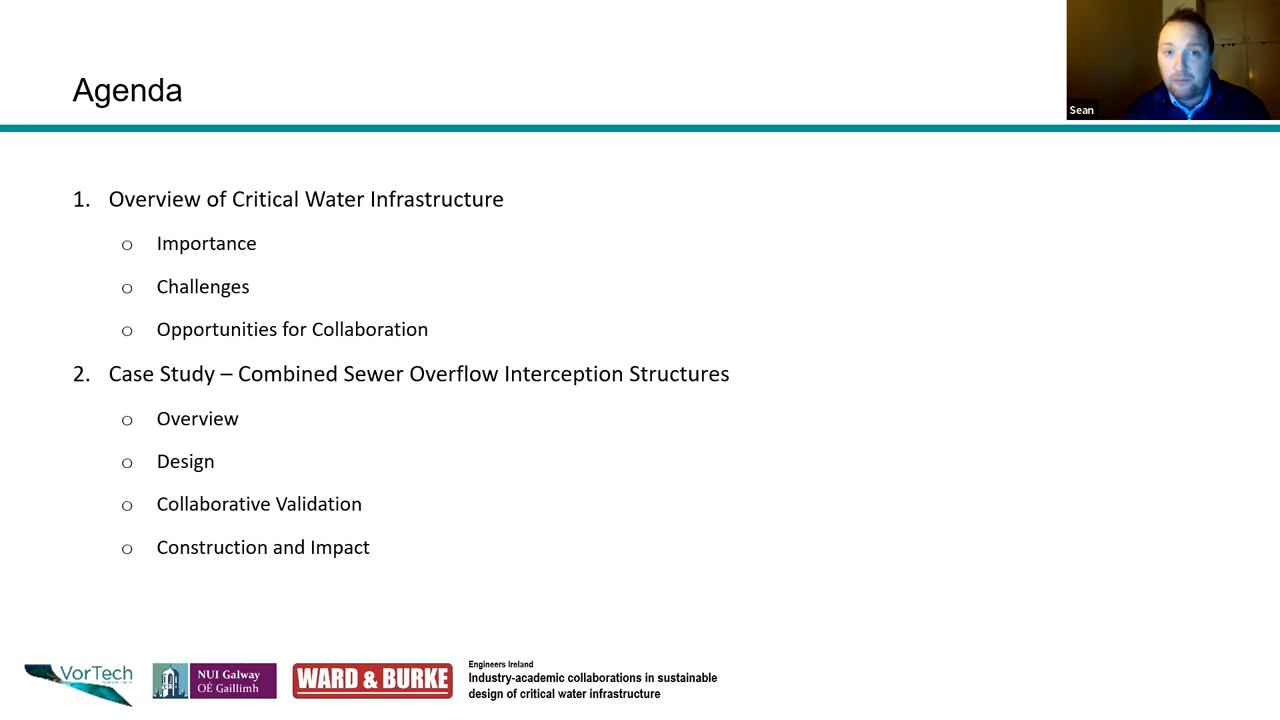 Agenda
Sean
1. Overview of Critical Water Infrastructure
o Importance
o Challenges
o Opportunities for Collaboration
2. Case Study – Combined Sewer Overflow Interception Structures
o Overview
o Design
o Collaborative Validation
o Construction and Impact
VorTech
NUI Galway
OÉ Gaillimh
WARD & BURKE
Engineers Ireland
Industry-academic collaborations in sustainable
design of critical water infrastructure